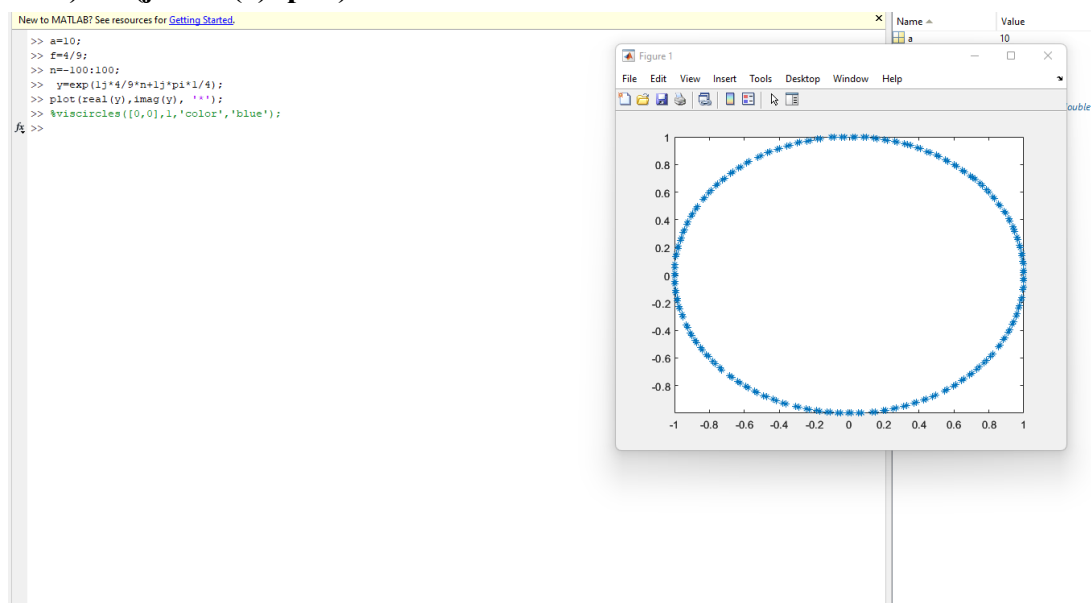 New to MATLAB? See resources for Getting Started.
×
>> a=10;
>> f=4/9;
>> n=-100:100;
>>  y=exp(1j*4/9*n+1j*pi*1/4);
>> plot(real(y),imag(y), '*');
>> %viscircles([0,0],1,'color','blue');
fx >>
Name
Value
a
10
Figure 1
File Edit View Insert Tools Desktop Window Help
1
0.8
0.6
0.4
0.2
0
-0.2
-0.4
-0.6
-0.8
-1 -0.8 -0.6 -0.4 -0.2 0 0.2 0.4 0.6 0.8 1